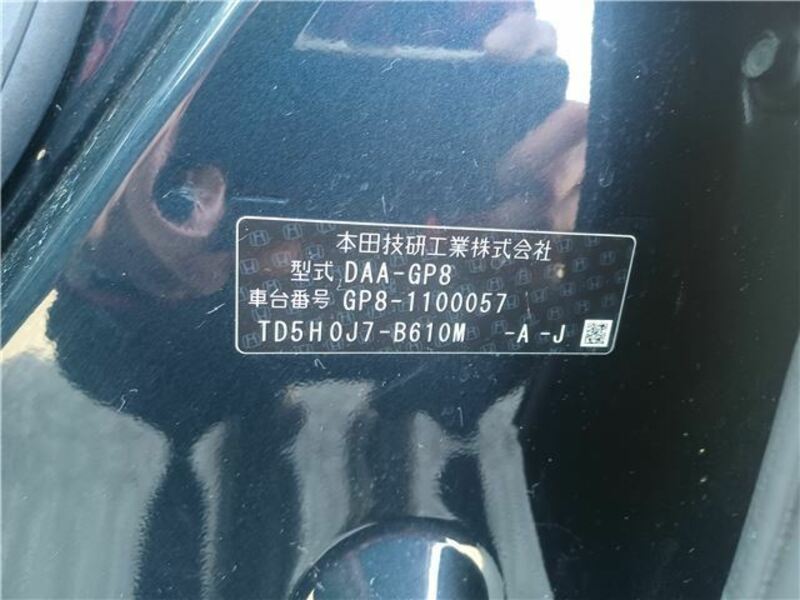 本田技研工業株式会社
型式 DAA-GP8
車台番号 GP8-1100057
TD5H0J7-B610M -A -J